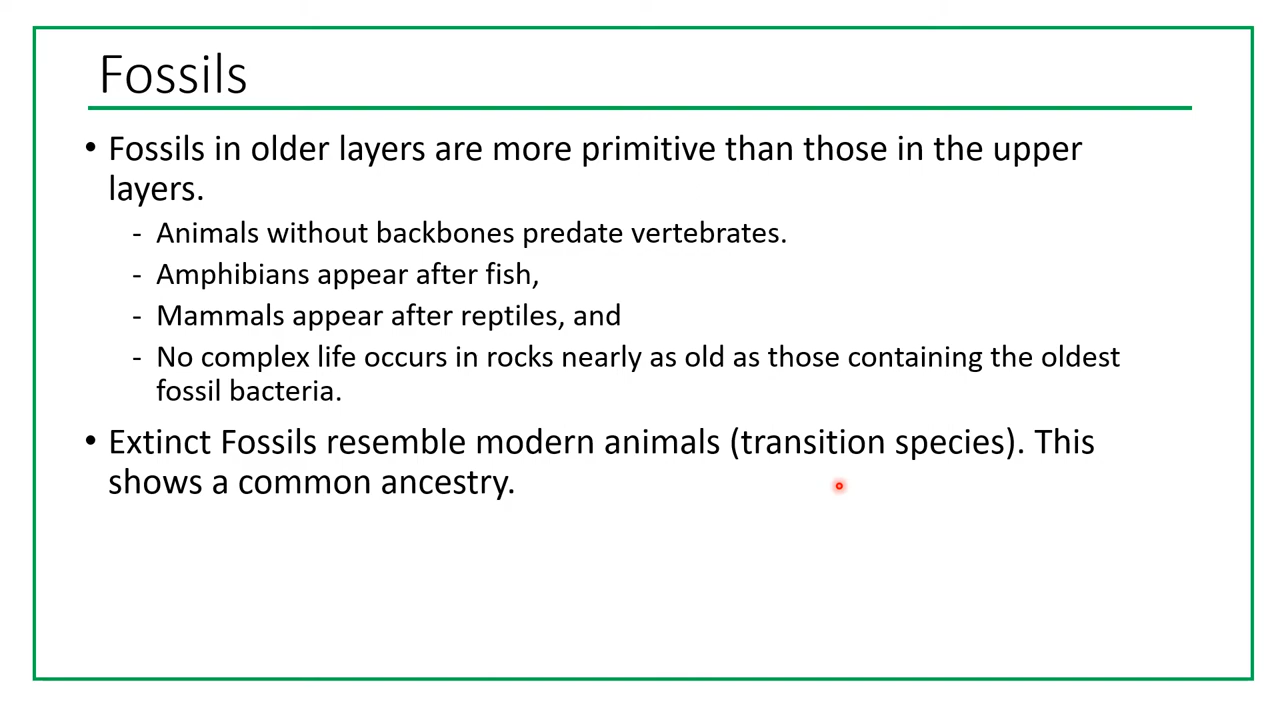 Fossils
• Fossils in older layers are more primitive than those in the upper
layers.
- Animals without backbones predate vertebrates.
- Amphibians appear after fish,
- Mammals appear after reptiles, and
- No complex life occurs in rocks nearly as old as those containing the oldest
fossil bacteria.
• Extinct Fossils resemble modern animals (transition species). This
shows a common ancestry.